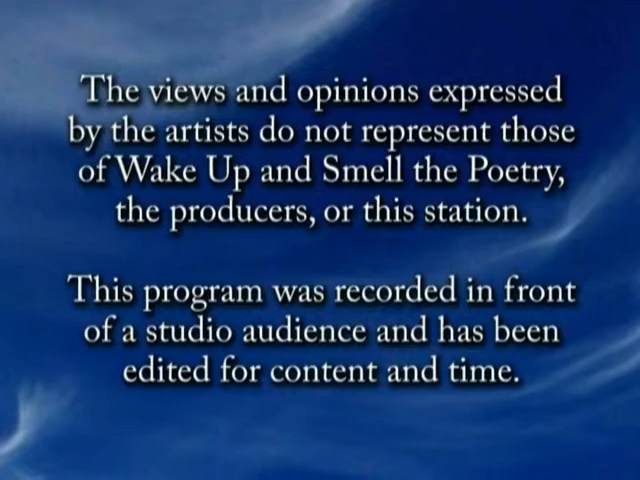 The views and opinions expressed
by the artists do not represent those
of Wake Up and Smell the Poetry,
the producers, or this station.
This program was recorded in front
of a studio audience and has been
edited for content and time.